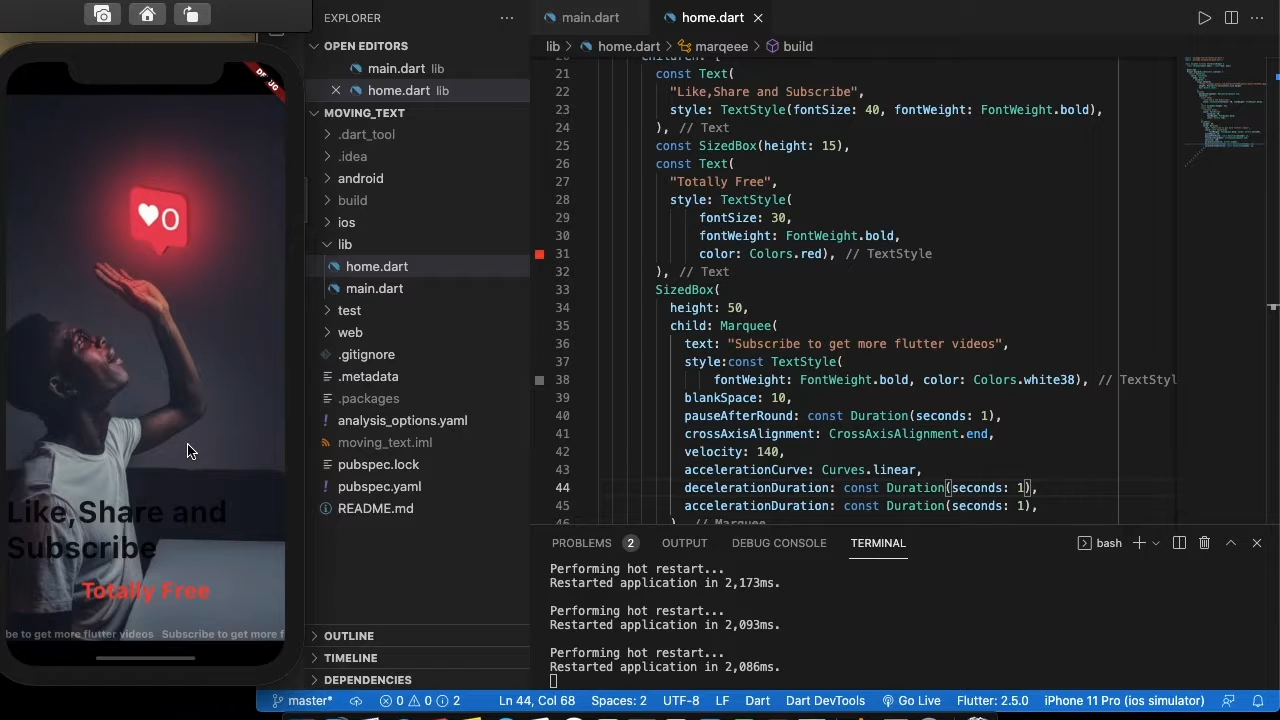 EXPLORER
OPEN EDITORS
main.dart lib
home.dart lib
MOVING_TEXT
.dart_tool
.idea
android
build
ios
lib
home.dart
main.dart
test
web
.gitignore
.metadata
.packages
analysis_options.yaml
moving_text.iml
pubspec.lock
pubspec.yaml
README.md
OUTLINE
TIMELINE
DEPENDENCIES
0
Like,Share and
Subscribe
Totally Free
be to get more flutter videos Subscribe to get more f
main.dart
home.dart
lib > home.dart > marqeee > build
21 const Text(
22 "Like,Share and Subscribe",
23 style: TextStyle(fontSize: 40, fontWeight: FontWeight.bold),
24 ), // Text
25 const SizedBox(height: 15),
26 const Text(
27 "Totally Free",
28 style: TextStyle(
29 fontSize: 30,
30 fontWeight: FontWeight.bold,
31 color: Colors.red), // TextStyle
32 ), // Text
33 SizedBox(
34 height: 50,
35 child: Marquee(
36 text: "Subscribe to get more flutter videos",
37 style:const TextStyle(
38 fontWeight: FontWeight.bold, color: Colors.white38), // TextStyl
39 blankSpace: 10,
40 pauseAfterRound: const Duration(seconds: 1),
41 crossAxisAlignment: CrossAxisAlignment.end,
42 velocity: 140,
43 accelerationCurve: Curves.linear,
44 decelerationDuration: const Duration(seconds: 1),
45 accelerationDuration: const Duration(seconds: 1),
PROBLEMS 2 OUTPUT DEBUG CONSOLE TERMINAL bash
Performing hot restart...
Restarted application in 2,173ms.
Performing hot restart...
Restarted application in 2,093ms.
Performing hot restart...
Restarted application in 2,086ms.
master* 0 0 2 Ln 44, Col 68 Spaces: 2 UTF-8 LF Dart Dart DevTools Go Live Flutter: 2.5.0 iPhone 11 Pro (ios simulator)